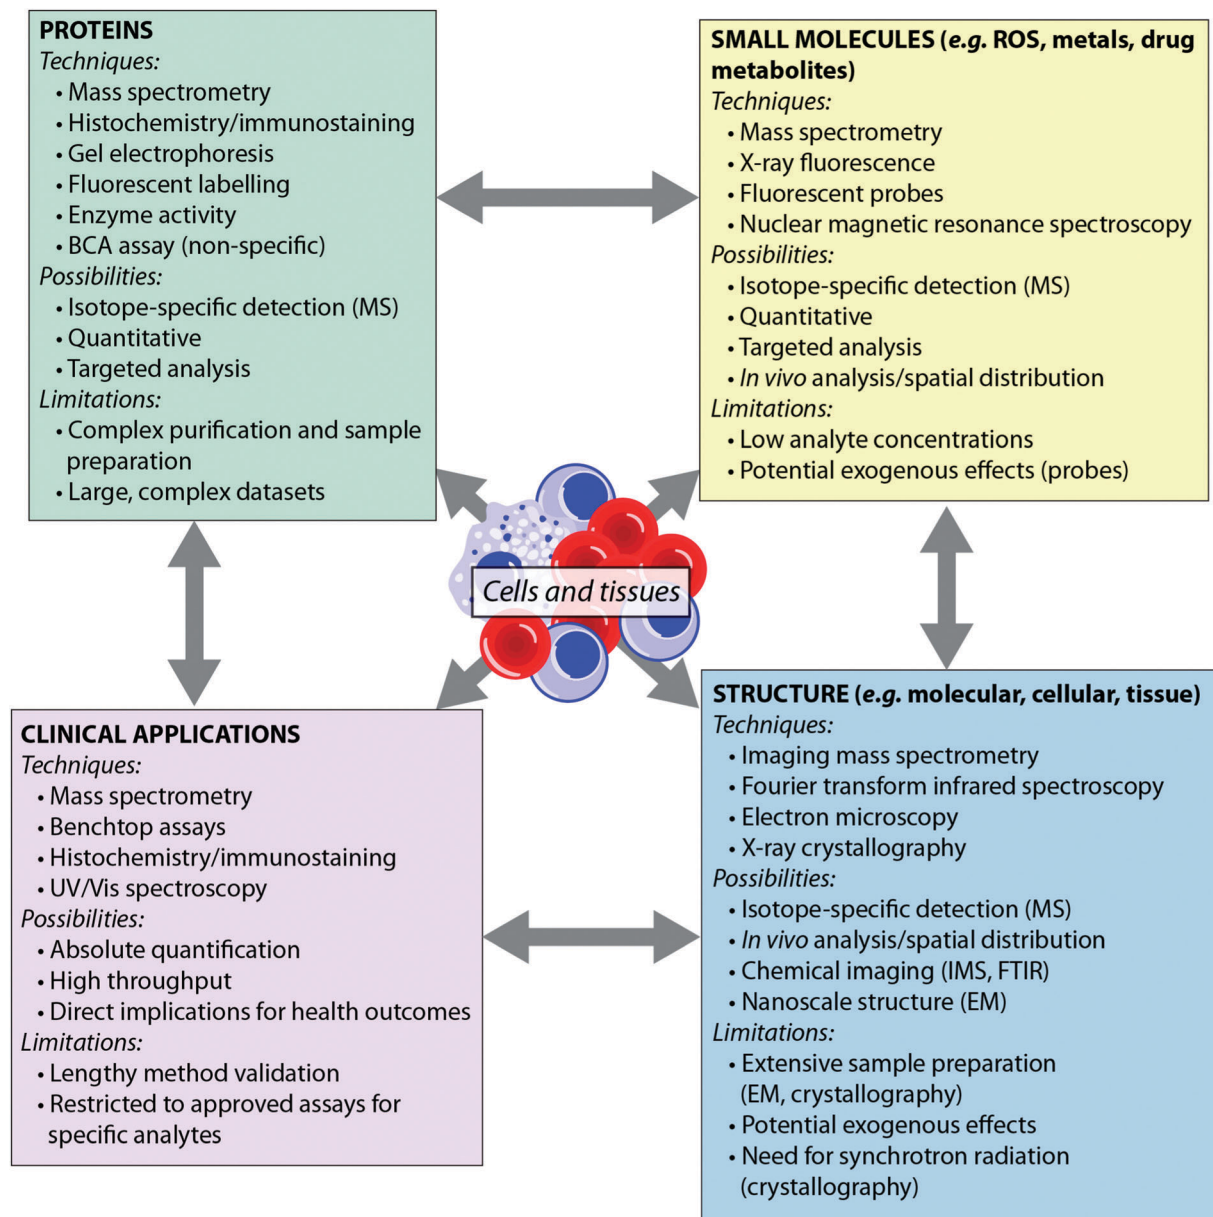 PROTEINS
Techniques:
• Mass spectrometry
• Histochemistry/immunostaining
• Gel electrophoresis
• Fluorescent labelling
• Enzyme activity
• BCA assay (non-specific)
Possibilities:
• Isotope-specific detection (MS)
• Quantitative
• Targeted analysis
Limitations:
• Complex purification and sample
preparation
• Large, complex datasets
SMALL MOLECULES (e.g. ROS, metals, drug
metabolites)
Techniques:
• Mass spectrometry
• X-ray fluorescence
• Fluorescent probes
• Nuclear magnetic resonance spectroscopy
Possibilities:
• Isotope-specific detection (MS)
• Quantitative
• Targeted analysis
• In vivo analysis/spatial distribution
Limitations:
• Low analyte concentrations
• Potential exogenous effects (probes)
Cells and tissues
CLINICAL APPLICATIONS
Techniques:
• Mass spectrometry
• Benchtop assays
• Histochemistry/immunostaining
• UV/Vis spectroscopy
Possibilities:
• Absolute quantification
• High throughput
• Direct implications for health outcomes
Limitations:
• Lengthy method validation
• Restricted to approved assays for
specific analytes
STRUCTURE (e.g. molecular, cellular, tissue)
Techniques:
• Imaging mass spectrometry
• Fourier transform infrared spectroscopy
• Electron microscopy
• X-ray crystallography
Possibilities:
• Isotope-specific detection (MS)
• In vivo analysis/spatial distribution
• Chemical imaging (IMS, FTIR)
• Nanoscale structure (EM)
Limitations:
• Extensive sample preparation
(EM, crystallography)
• Potential exogenous effects
• Need for synchrotron radiation
(crystallography)